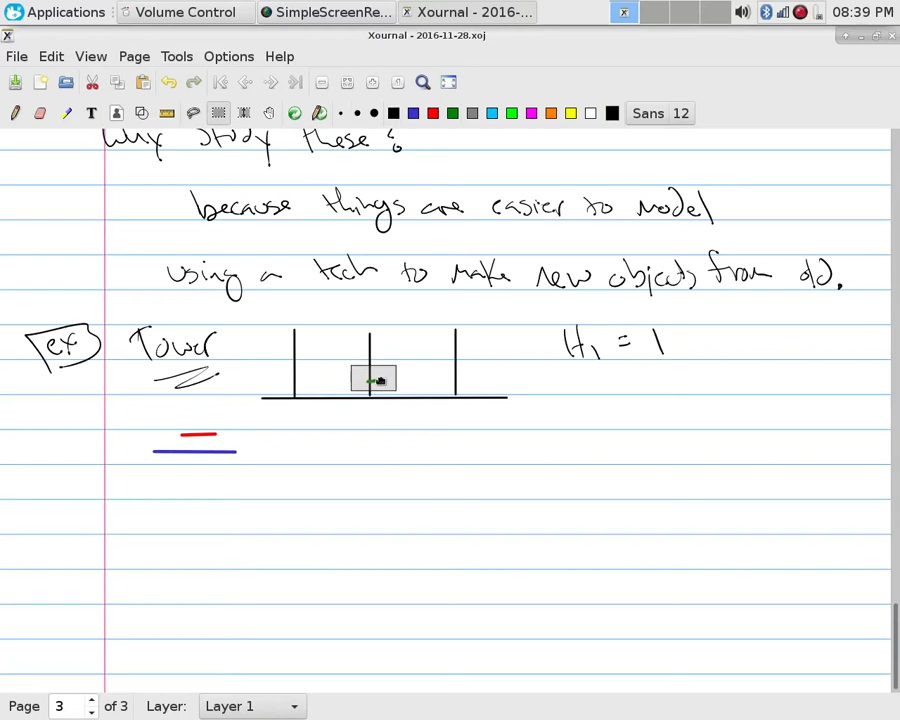 Applications Volume Control SimpleScreenRe... Xournal - 2016-... 08:39 PM
Xournal - 2016-11-28.xoj
File Edit View Page Tools Options Help
Sans 12
Why study these?
because things are easier to model
using a tech to make new objects from old.
ex Tower H₁ = 1
Page 3 of 3 Layer: Layer 1